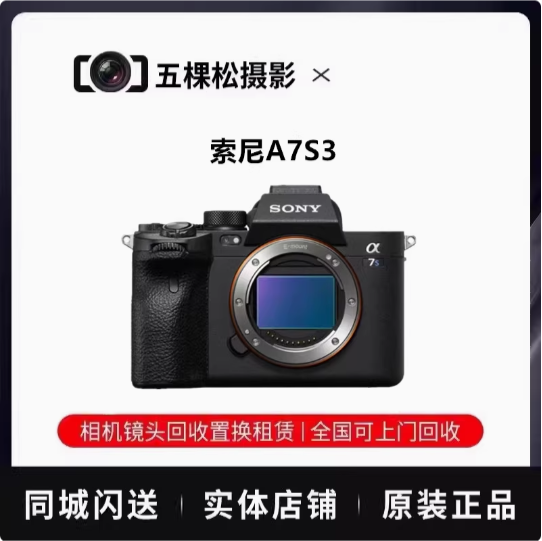 五棵松摄影 ×
索尼A7S3
SONY
E-mount
α
7s
相机镜头回收置换租赁 | 全国可上门回收
同城闪送 | 实体店铺 | 原装正品